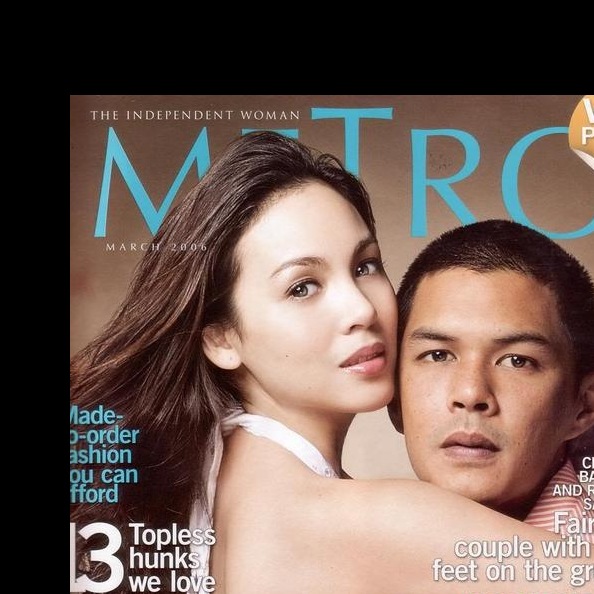 THE INDEPENDENT WOMAN
METRO
MARCH 2006
Made-
o-order
ashion
ou can
fford
13 Topless
hunks
we love
AND
Fair
couple with
feet on the gr